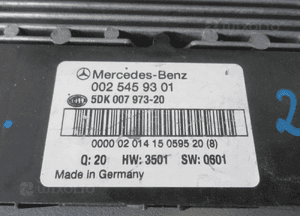 Mercedes-Benz
002 545 93 01
5DK 007 973-20
0000 02 014 15 0595 20 (8)
Q: 20 HW: 3501 SW: 0601
Made in Germany
2